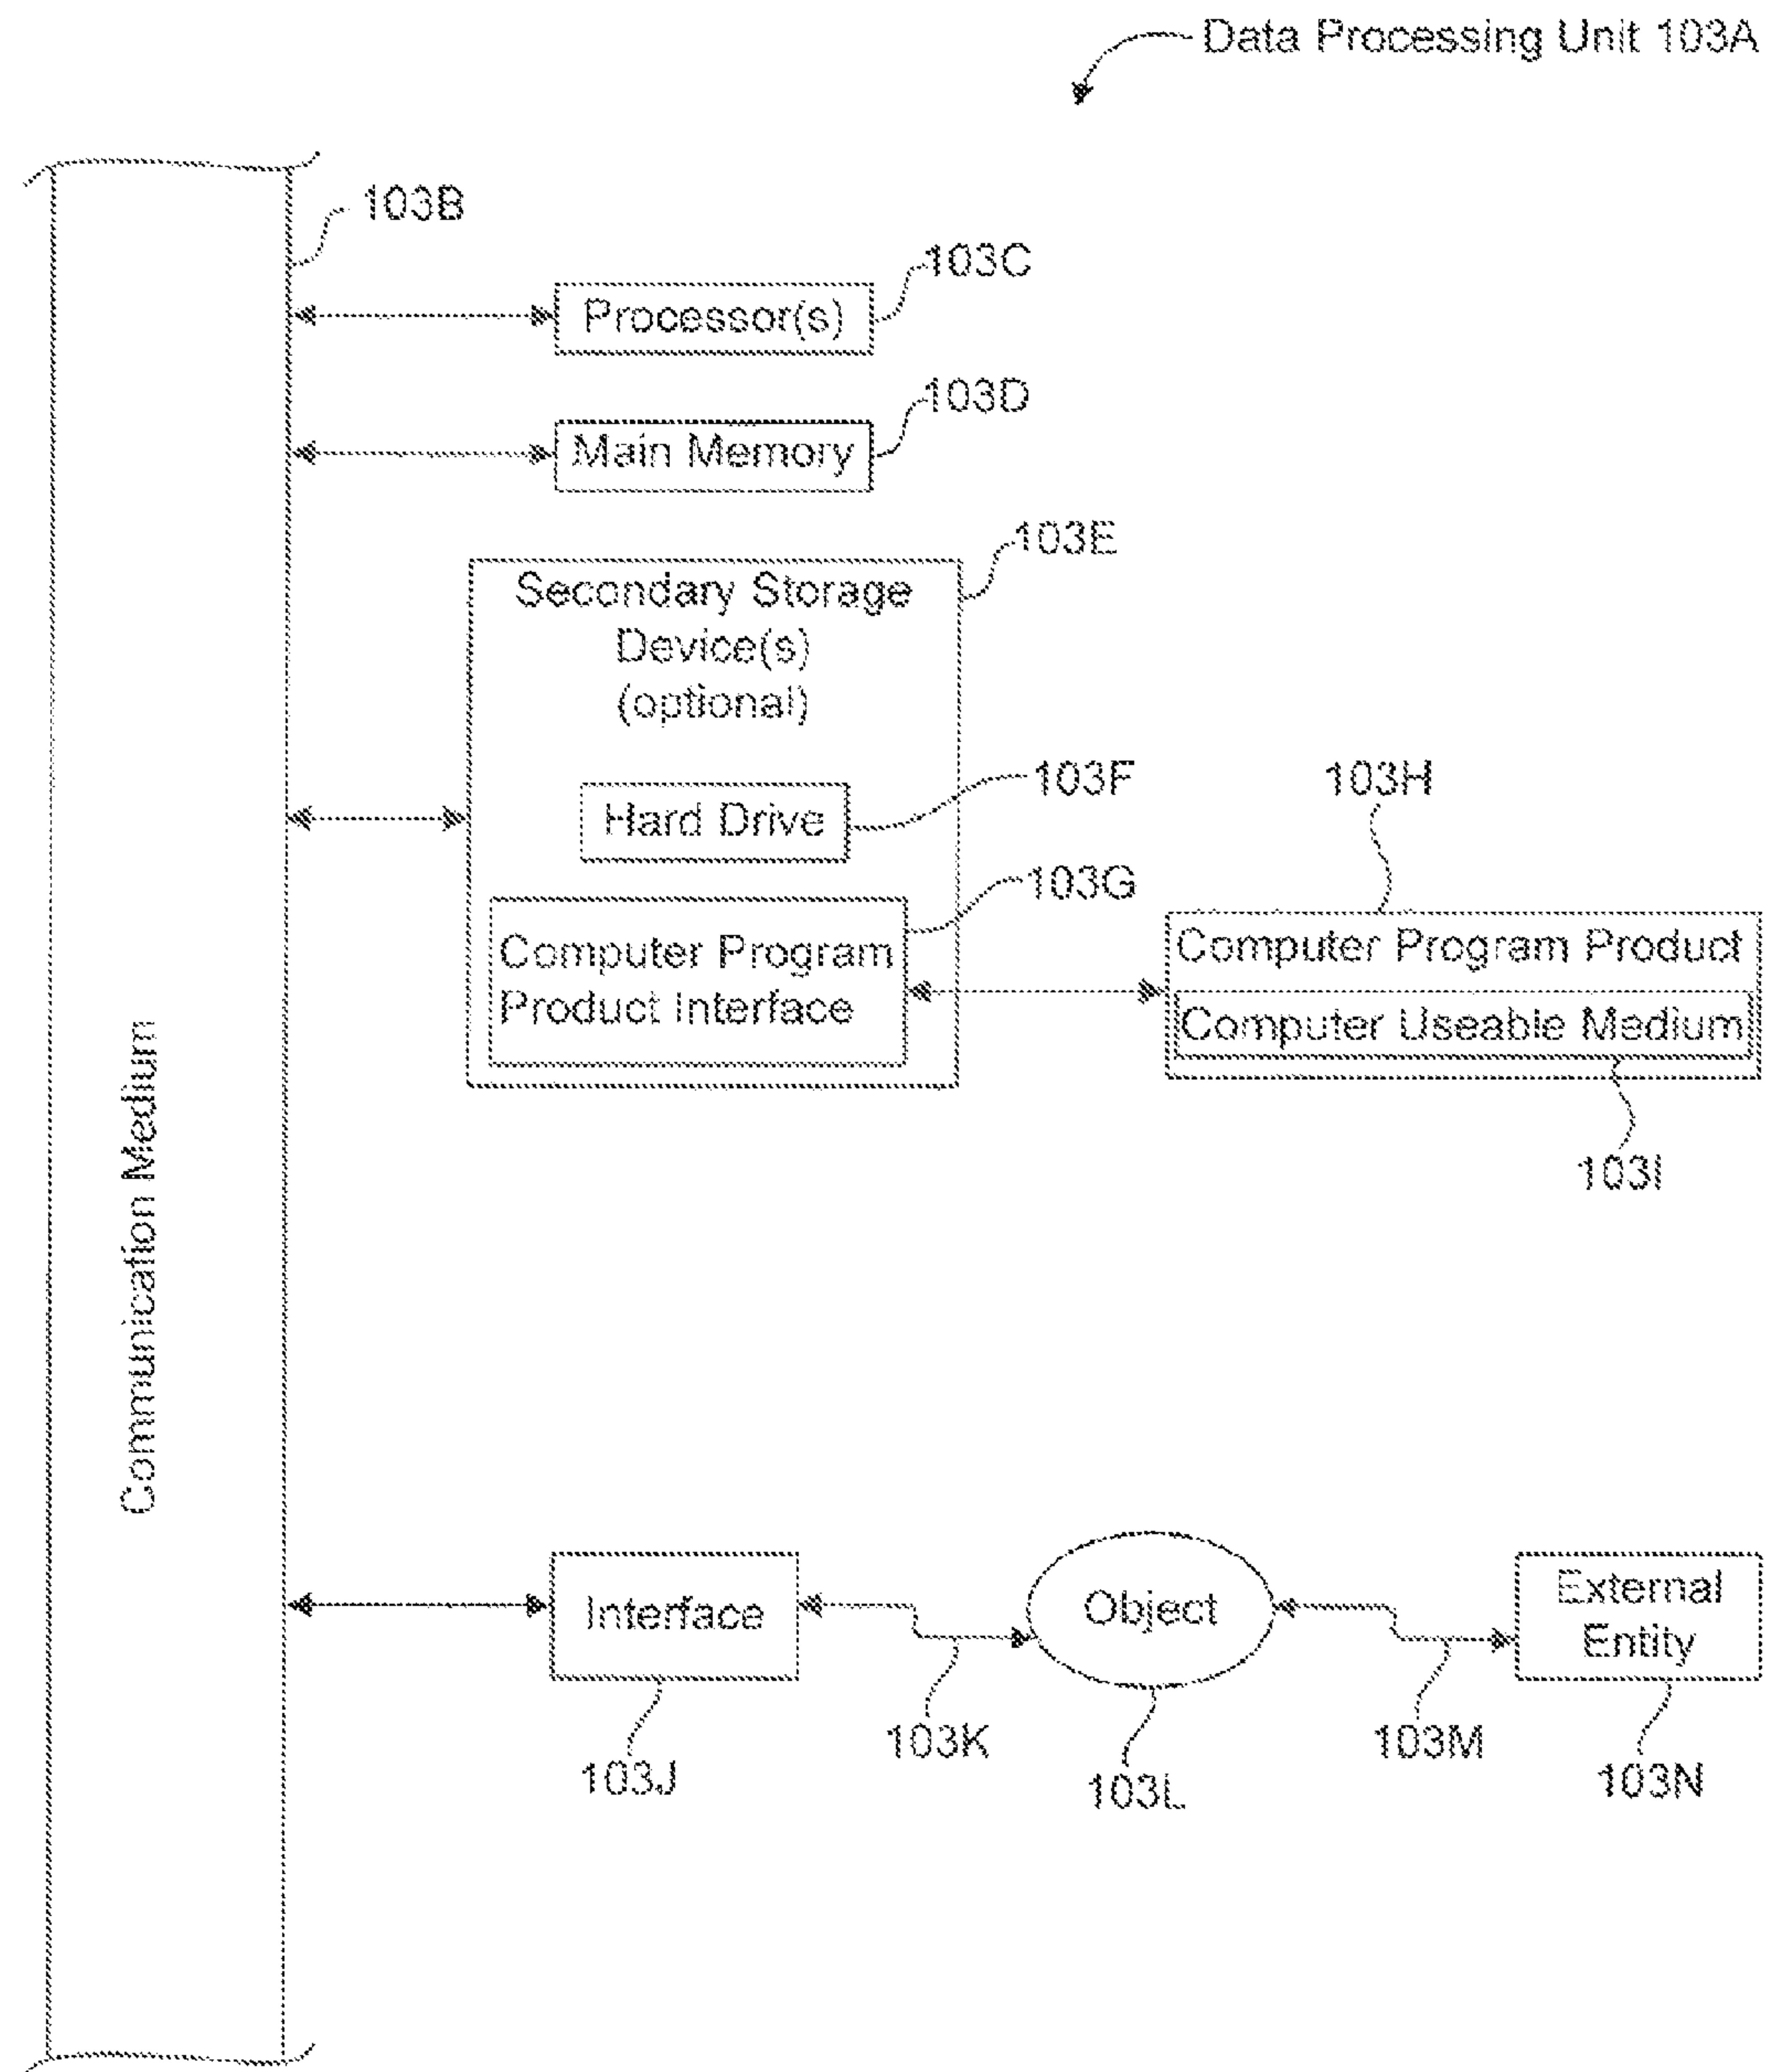 Data Processing Unit 103A
103B
103C
Processor(s)
103D
Main Memory
103E
Secondary Storage
Device(s)
(optional)
103F
Hard Drive
103G
Computer Program
Product Interface
103H
Computer Program Product
Computer Useable Medium
103I
Communication Medium
Interface
Object
External
Entity
103J
103K
103L
103M
103N